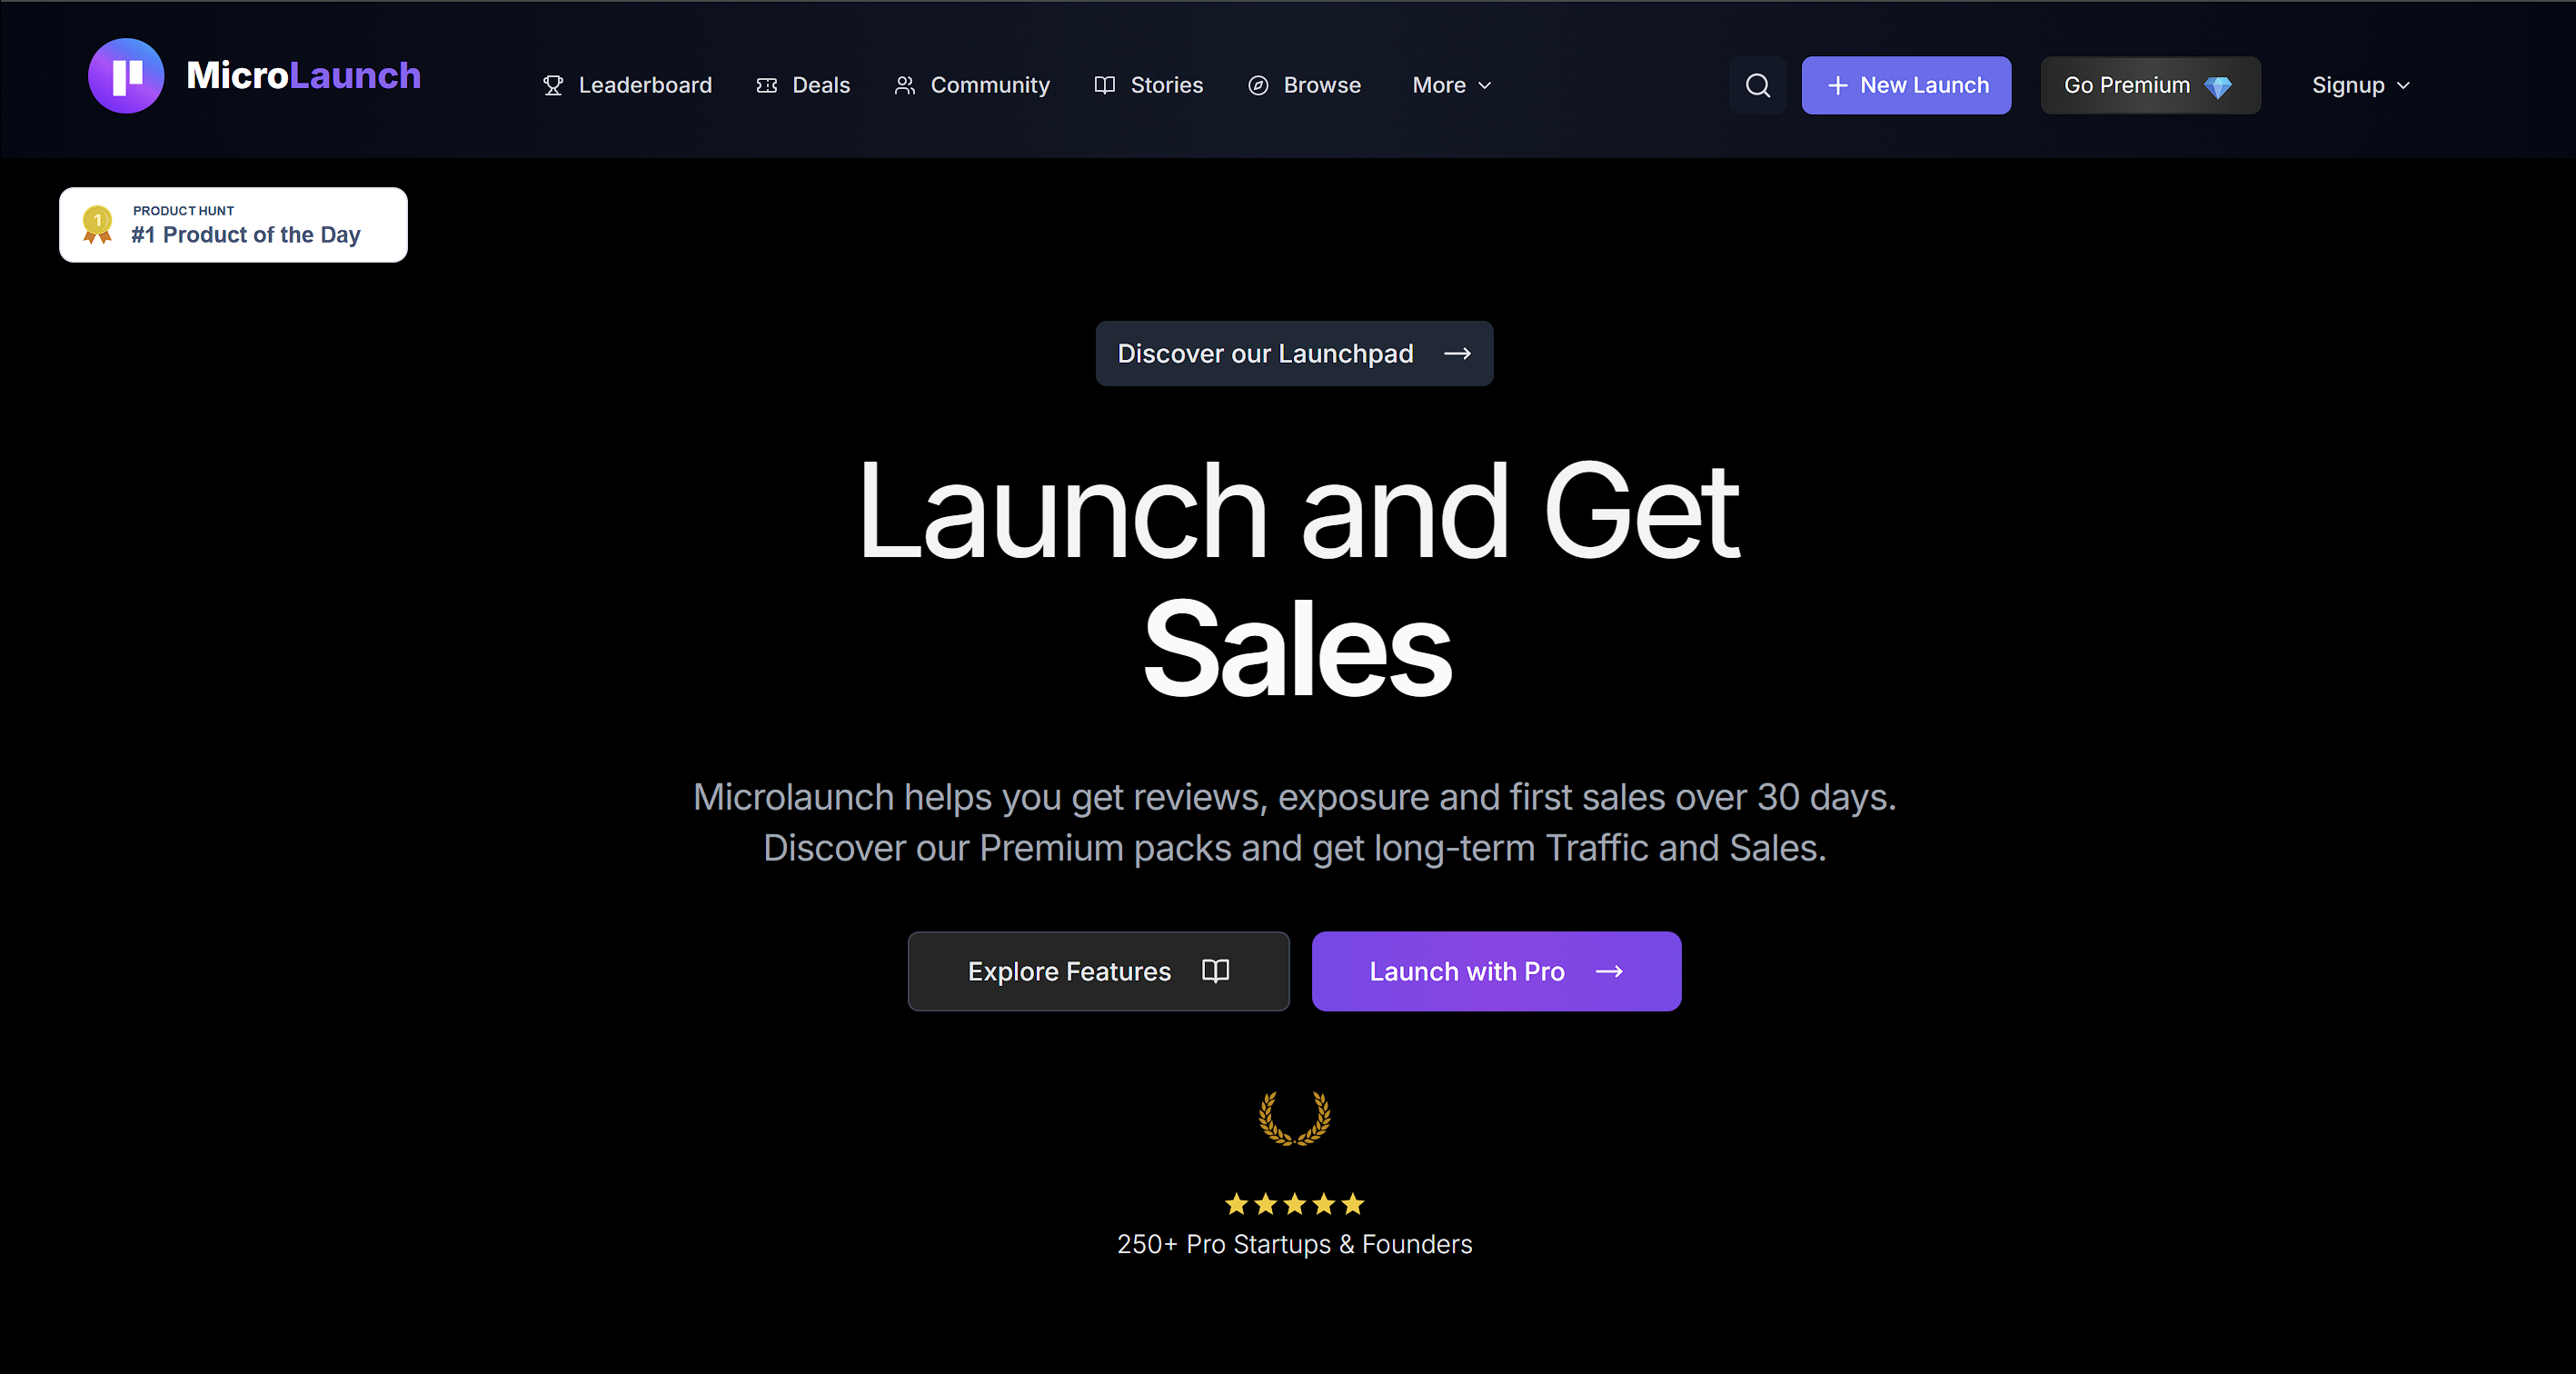 MicroLaunch
Leaderboard
Deals
Community
Stories
Browse
More
New Launch
Go Premium
Signup
1
PRODUCT HUNT
#1 Product of the Day
Discover our Launchpad
Launch and Get
Sales
Microlaunch helps you get reviews, exposure and first sales over 30 days.
Discover our Premium packs and get long-term Traffic and Sales.
Explore Features
Launch with Pro
250+ Pro Startups & Founders